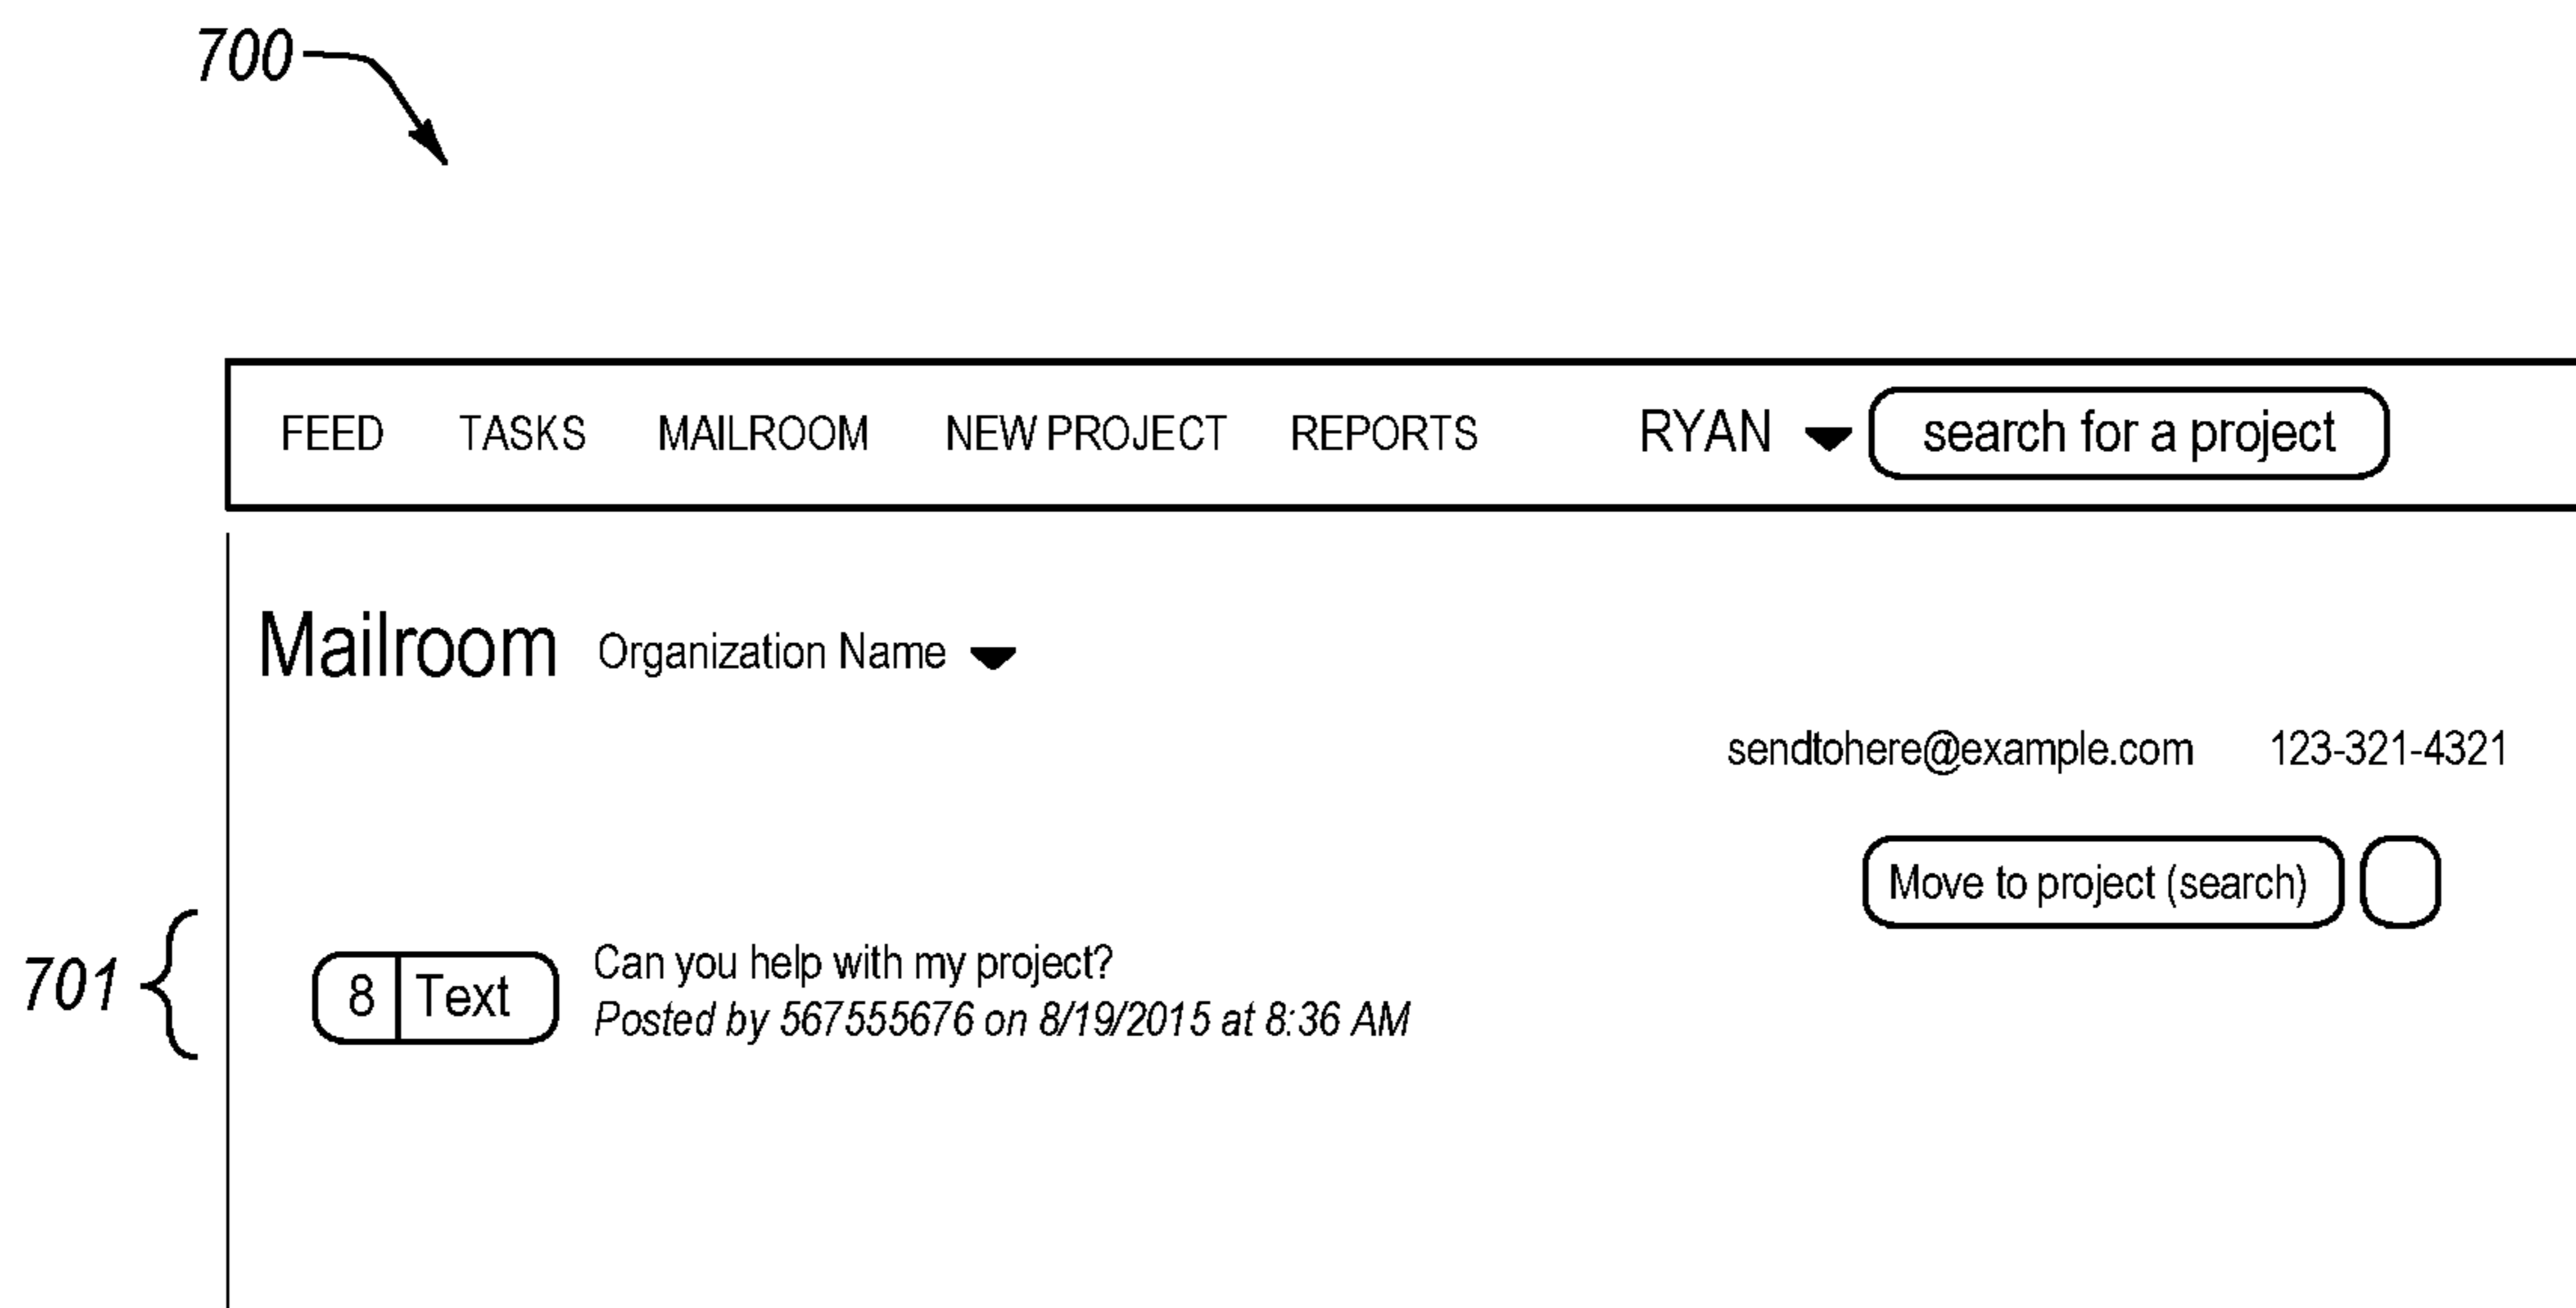 700
FEED TASKS MAILROOM NEW PROJECT REPORTS RYAN search for a project
Mailroom Organization Name
sendtohere@example.com 123-321-4321
Move to project (search)
701
8 Text
Can you help with my project?
Posted by 567555676 on 8/19/2015 at 8:36 AM